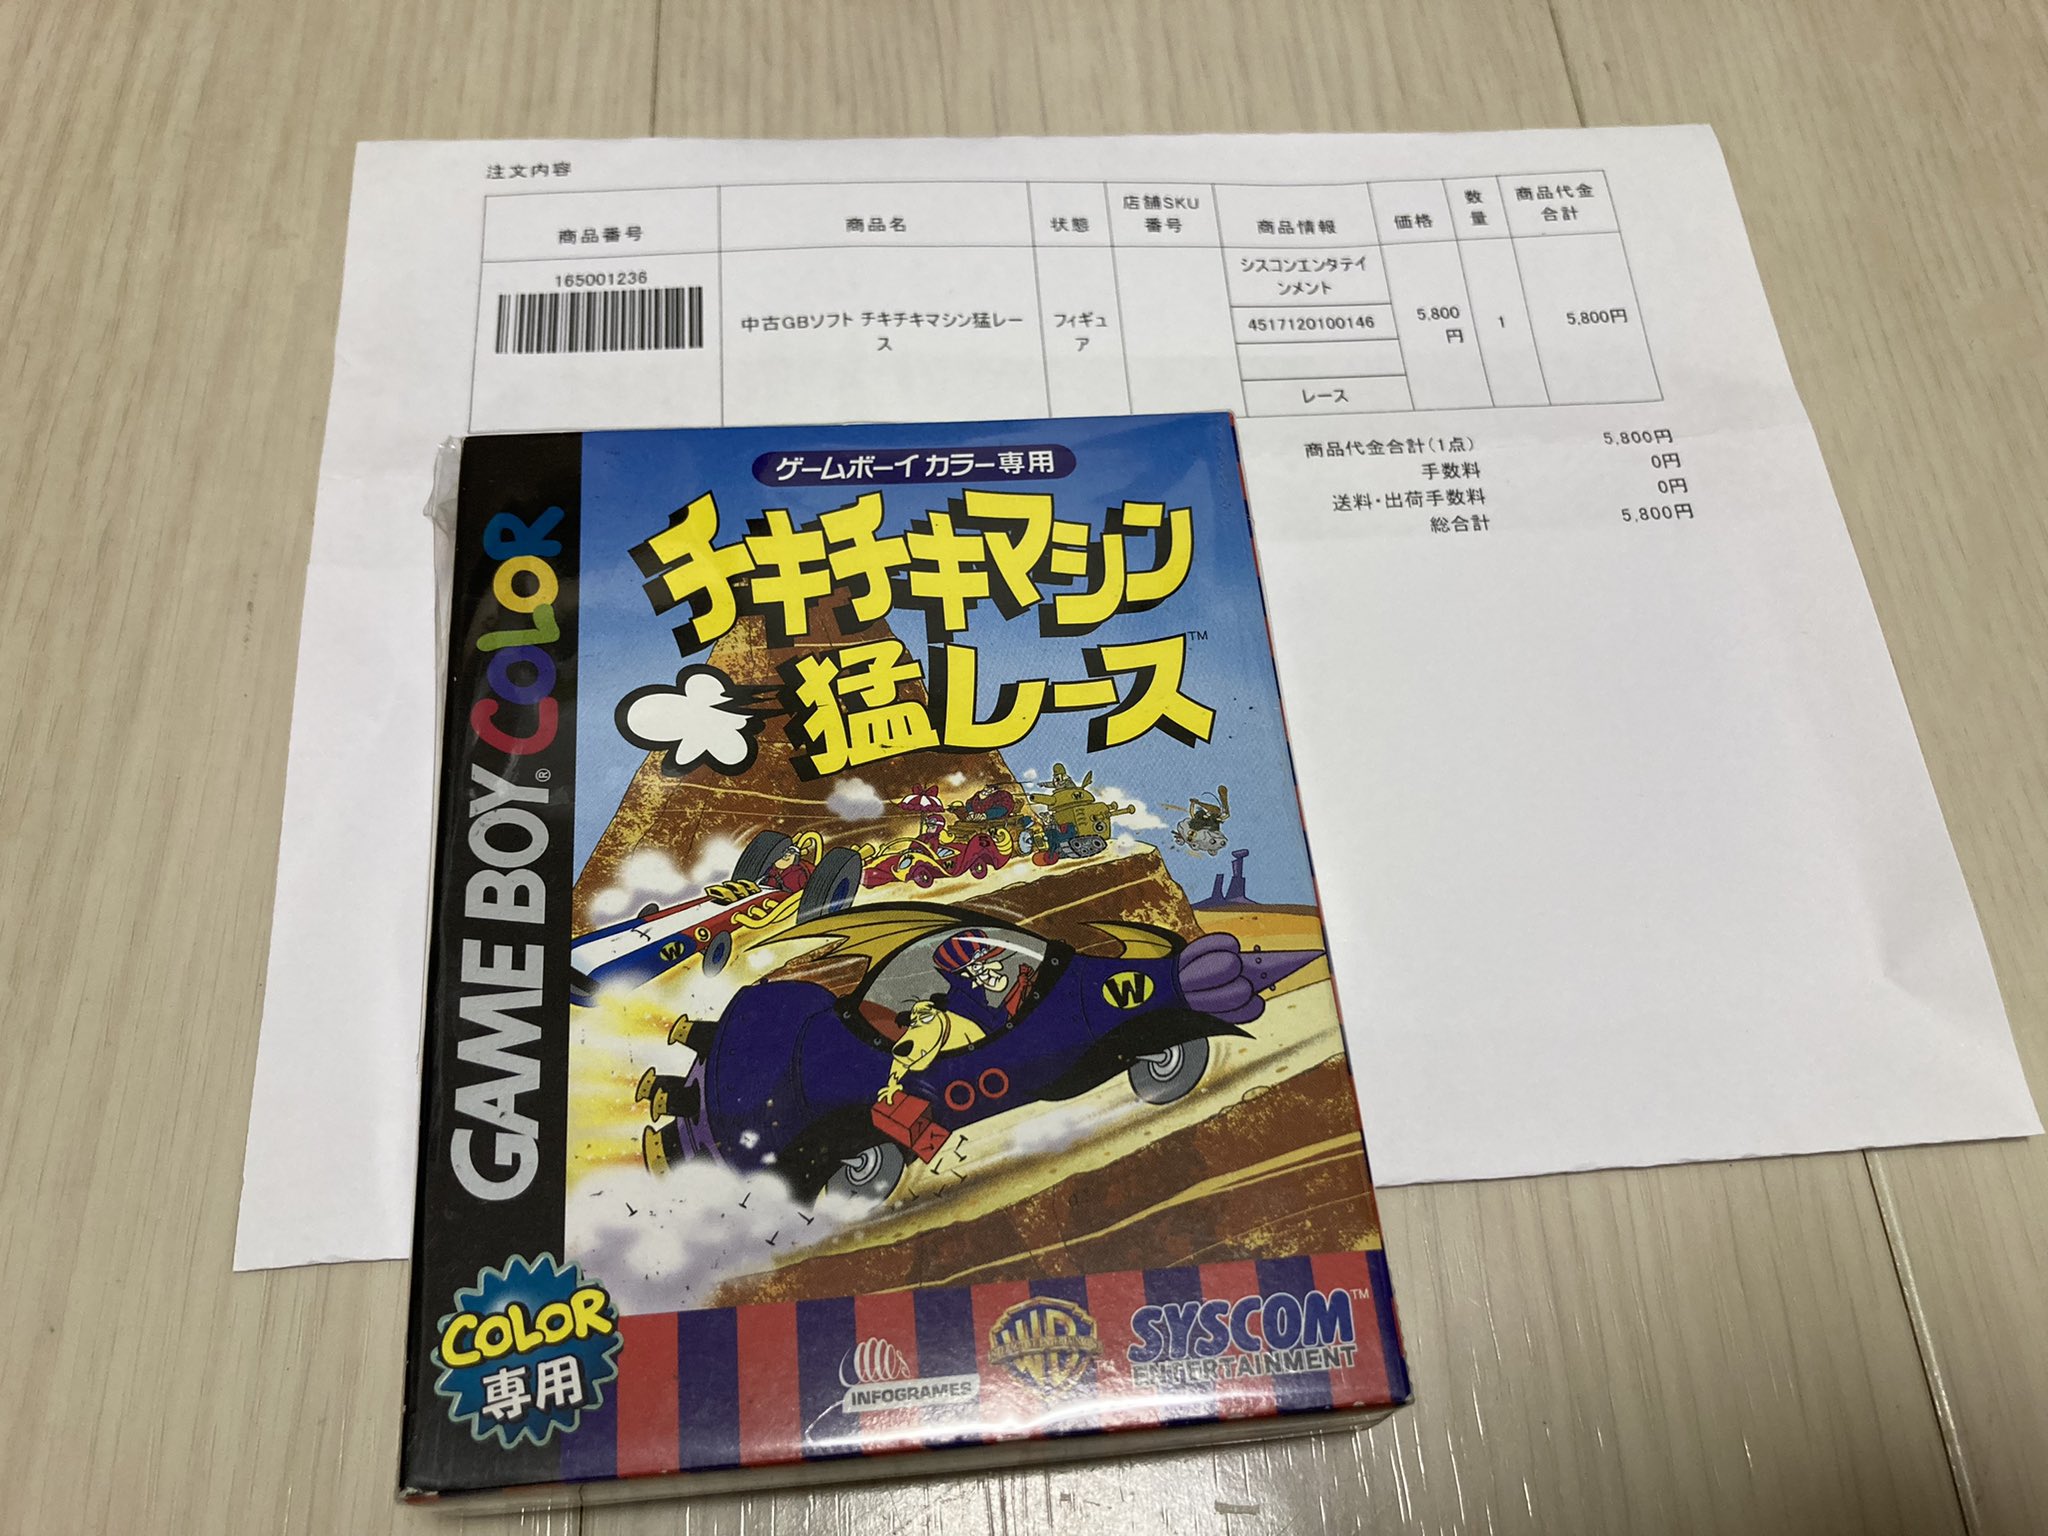 注文内容
商品番号
商品名
状態
店舗SKU
番号
商品情報
価格
数
量
商品代金
合計
165001236
中古GBソフト チキチキマシン猛レー
ス
フィギュ
ア
シスコンエンタテイ
ンメント
4517120100146
レース
5,800
円
1
5,800円
商品代金合計(1点) 5,800円
手数料 0円
送料・出荷手数料 0円
総合計 5,800円
ゲームボーイ カラー専用
チキチキマシン
猛レース™
GAME BOY® COLOR
W
9
W
5
W
6
W
COLOR
専用
INFOGRAMES
WB
SYSCOM™
ENTERTAINMENT